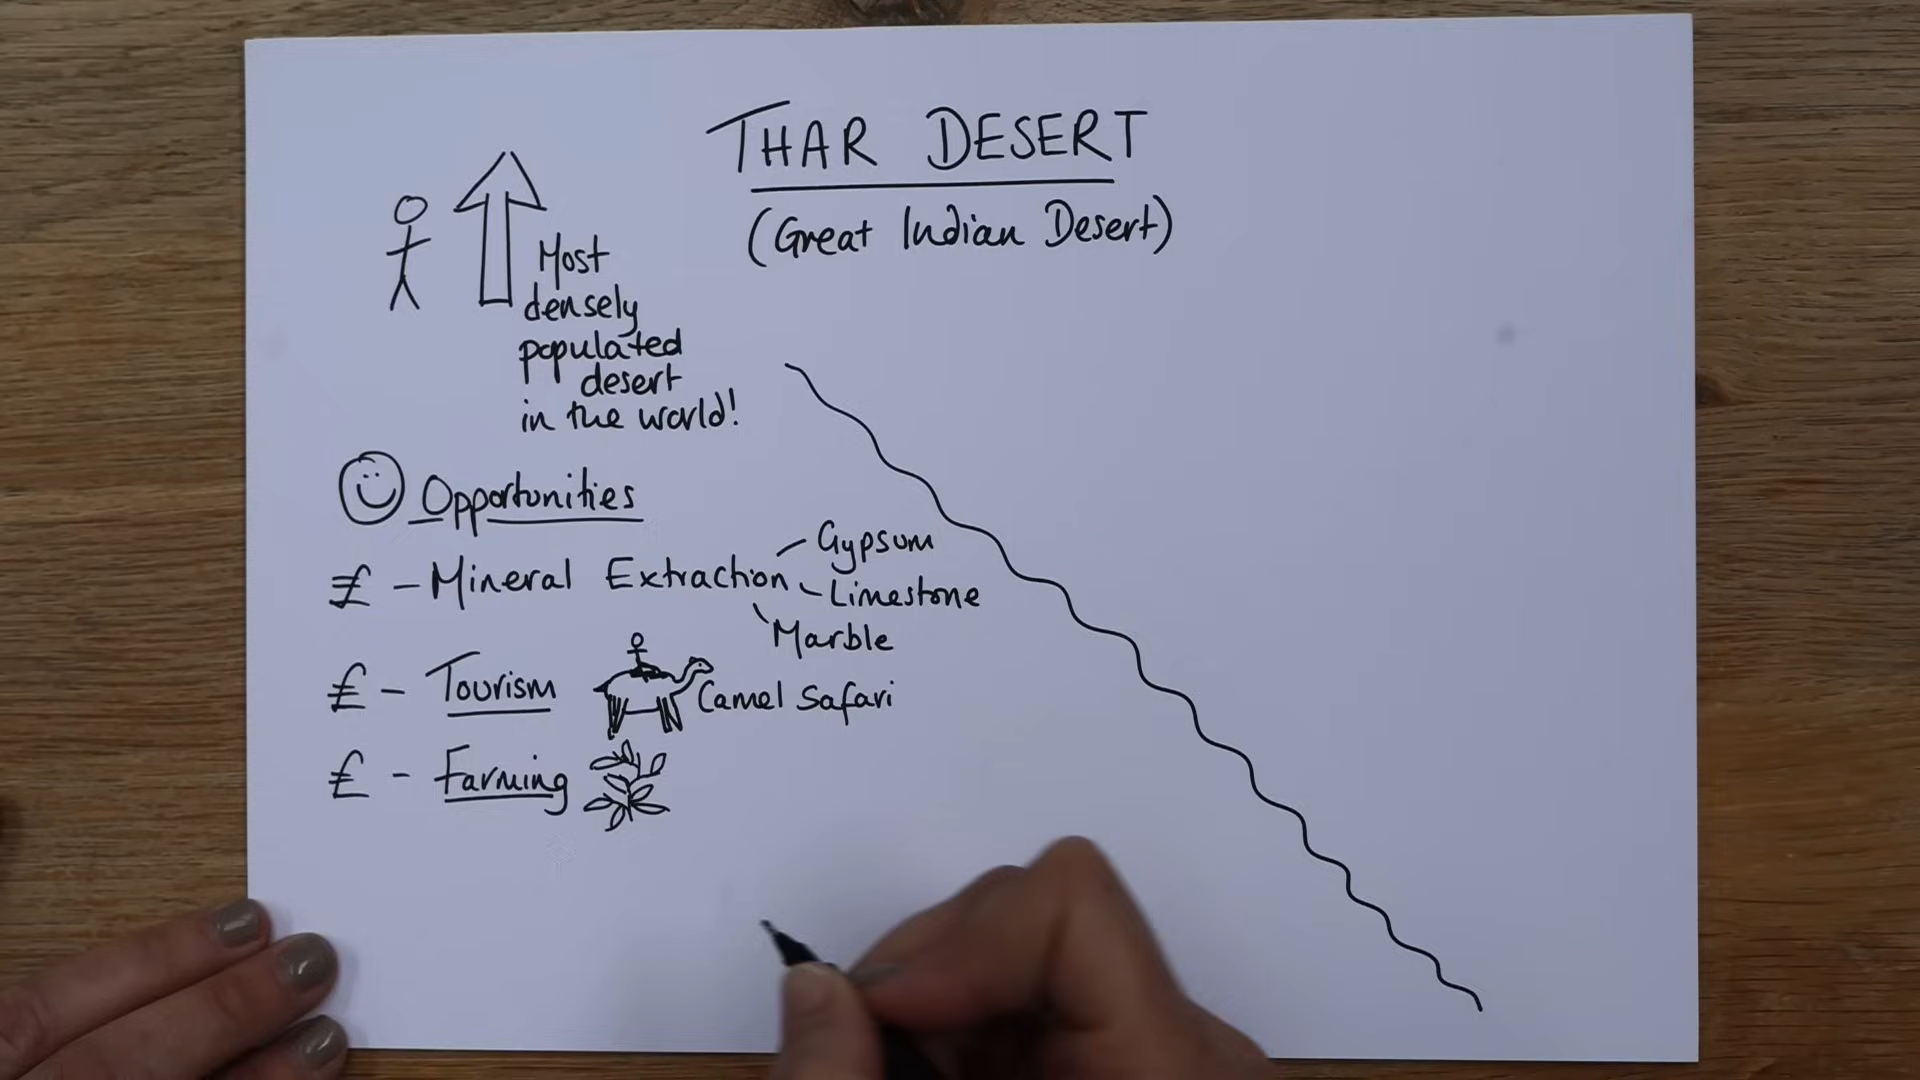 THAR DESERT
(Great Indian Desert)
Most
densely
populated
desert
in the world!
Opportunities
£ - Mineral Extraction
Gypsum
Limestone
Marble
£ - Tourism
Camel Safari
£ - Farming